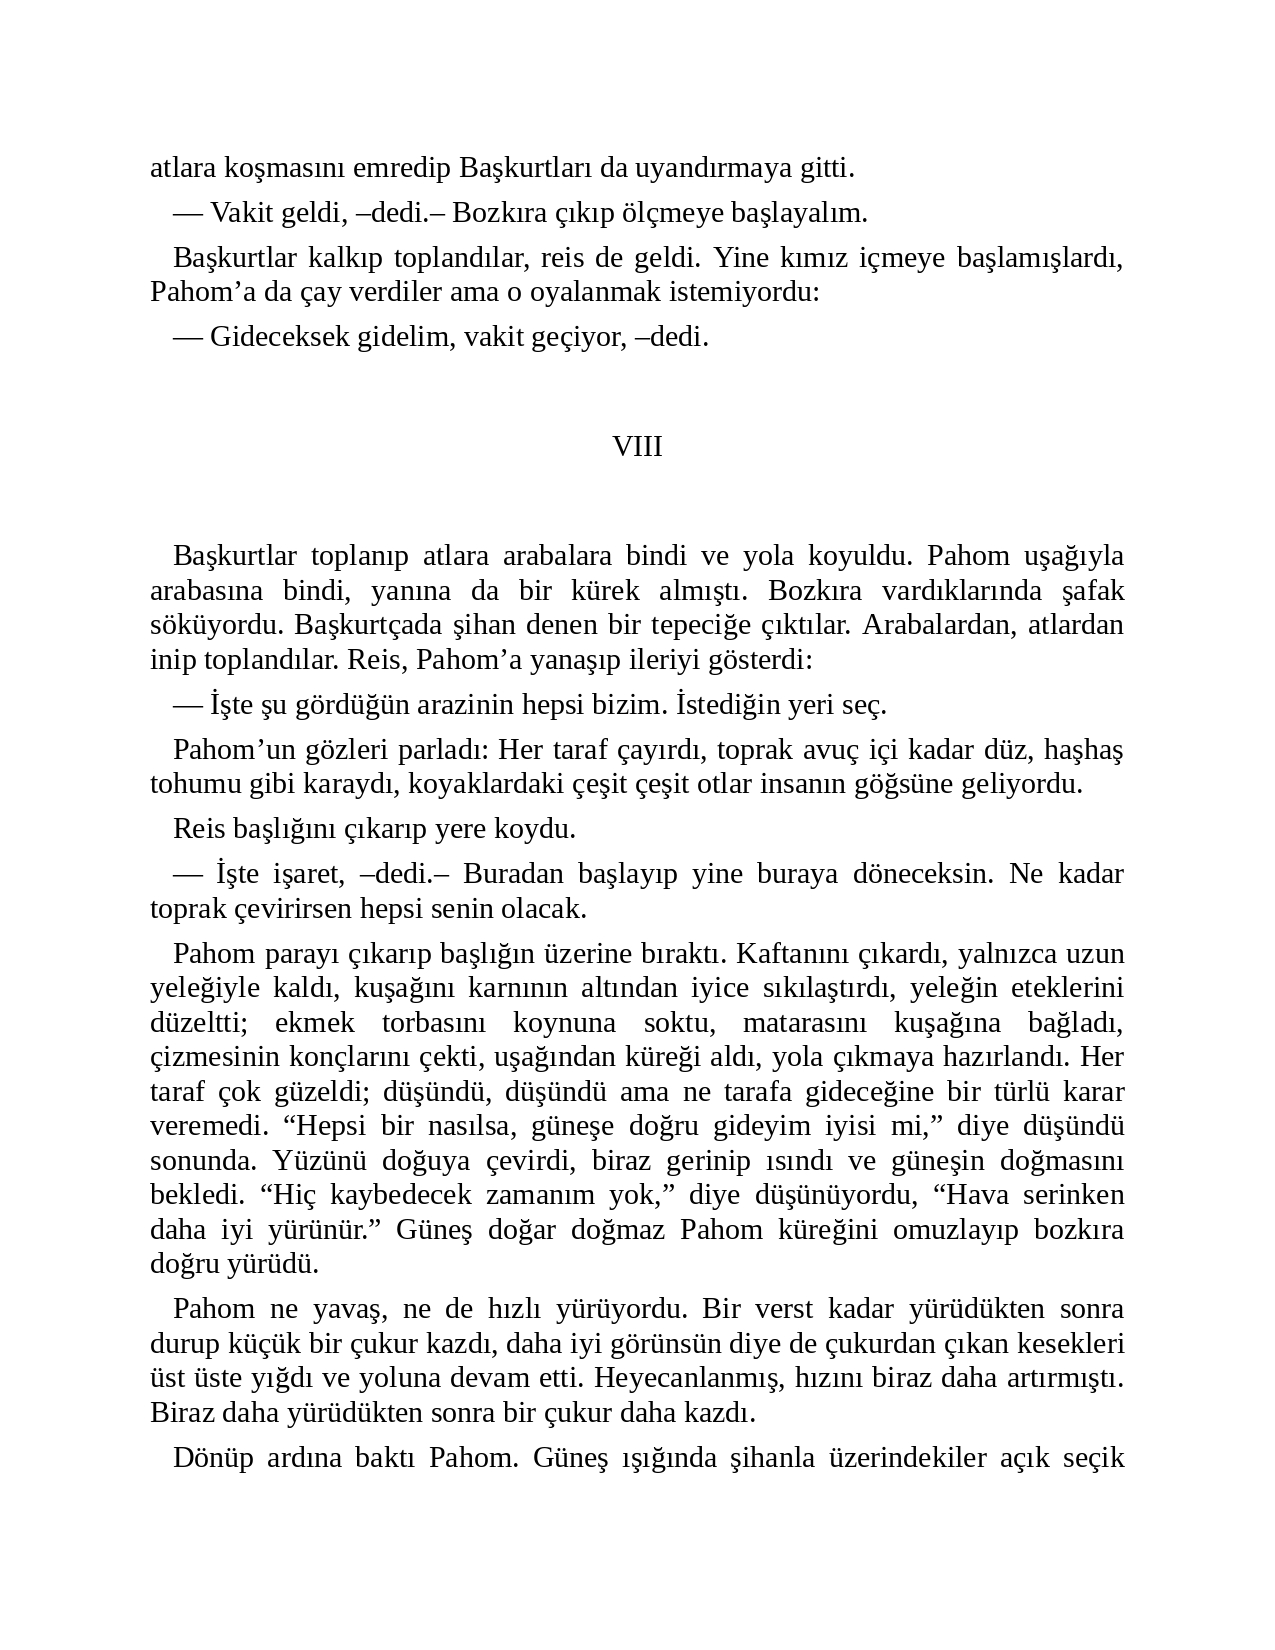 atlara koşmasını emredip Başkurtları da uyandırmaya gitti.
— Vakit geldi, –dedi.– Bozkıra çıkıp ölçmeye başlayalım.
Başkurtlar kalkıp toplandılar, reis de geldi. Yine kımız içmeye başlamışlardı,
Pahom’a da çay verdiler ama o oyalanmak istemiyordu:
— Gideceksek gidelim, vakit geçiyor, –dedi.
VIII
Başkurtlar toplanıp atlara arabalara bindi ve yola koyuldu. Pahom uşağıyla
arabasına bindi, yanına da bir kürek almıştı. Bozkıra vardıklarında şafak
söküyordu. Başkurtçada şihan denen bir tepeciğe çıktılar. Arabalardan, atlardan
inip toplandılar. Reis, Pahom’a yanaşıp ileriyi gösterdi:
— İşte şu gördüğün arazinin hepsi bizim. İstediğin yeri seç.
Pahom’un gözleri parladı: Her taraf çayırdı, toprak avuç içi kadar düz, haşhaş
tohumu gibi karaydı, koyaklardaki çeşit çeşit otlar insanın göğsüne geliyordu.
Reis başlığını çıkarıp yere koydu.
— İşte işaret, –dedi.– Buradan başlayıp yine buraya döneceksin. Ne kadar
toprak çevirirsen hepsi senin olacak.
Pahom parayı çıkarıp başlığın üzerine bıraktı. Kaftanını çıkardı, yalnızca uzun
yeleğiyle kaldı, kuşağını karnının altından iyice sıkılaştırdı, yeleğin eteklerini
düzeltti; ekmek torbasını koynuna soktu, matarasını kuşağına bağladı,
çizmesinin konçlarını çekti, uşağından küreği aldı, yola çıkmaya hazırlandı. Her
taraf çok güzeldi; düşündü, düşündü ama ne tarafa gideceğine bir türlü karar
veremedi. “Hepsi bir nasılsa, güneşe doğru gideyim iyisi mi,” diye düşündü
sonunda. Yüzünü doğuya çevirdi, biraz gerinip ısındı ve güneşin doğmasını
bekledi. “Hiç kaybedecek zamanım yok,” diye düşünüyordu, “Hava serinken
daha iyi yürünür.” Güneş doğar doğmaz Pahom küreğini omuzlayıp bozkıra
doğru yürüdü.
Pahom ne yavaş, ne de hızlı yürüyordu. Bir verst kadar yürüdükten sonra
durup küçük bir çukur kazdı, daha iyi görünsün diye de çukurdan çıkan kesekleri
üst üste yığdı ve yoluna devam etti. Heyecanlanmış, hızını biraz daha artırmıştı.
Biraz daha yürüdükten sonra bir çukur daha kazdı.
Dönüp ardına baktı Pahom. Güneş ışığında şihanla üzerindekiler açık seçik